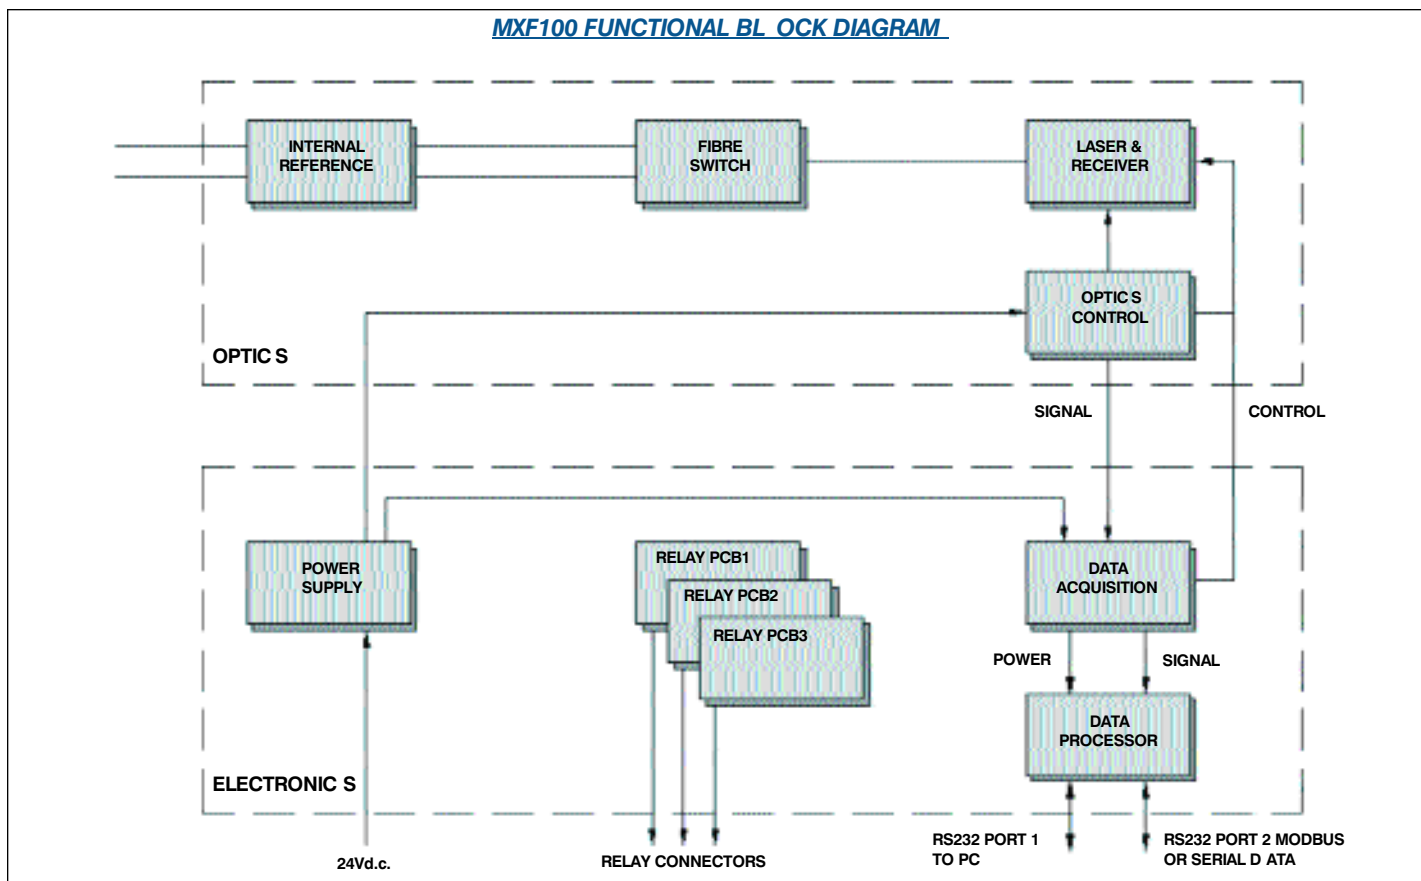 MXF100 FUNCTIONAL BL OCK DIAGRAM
INTERNAL
REFERENCE
FIBRE
SWITCH
LASER &
RECEIVER
OPTIC S
CONTROL
OPTIC S
SIGNAL
CONTROL
POWER
SUPPLY
RELAY PCB1
RELAY PCB2
RELAY PCB3
DATA
ACQUISITION
POWER
SIGNAL
DATA
PROCESSOR
ELECTRONIC S
24Vd.c.
RELAY CONNECTORS
RS232 PORT 1
TO PC
RS232 PORT 2 MODBUS
OR SERIAL D ATA